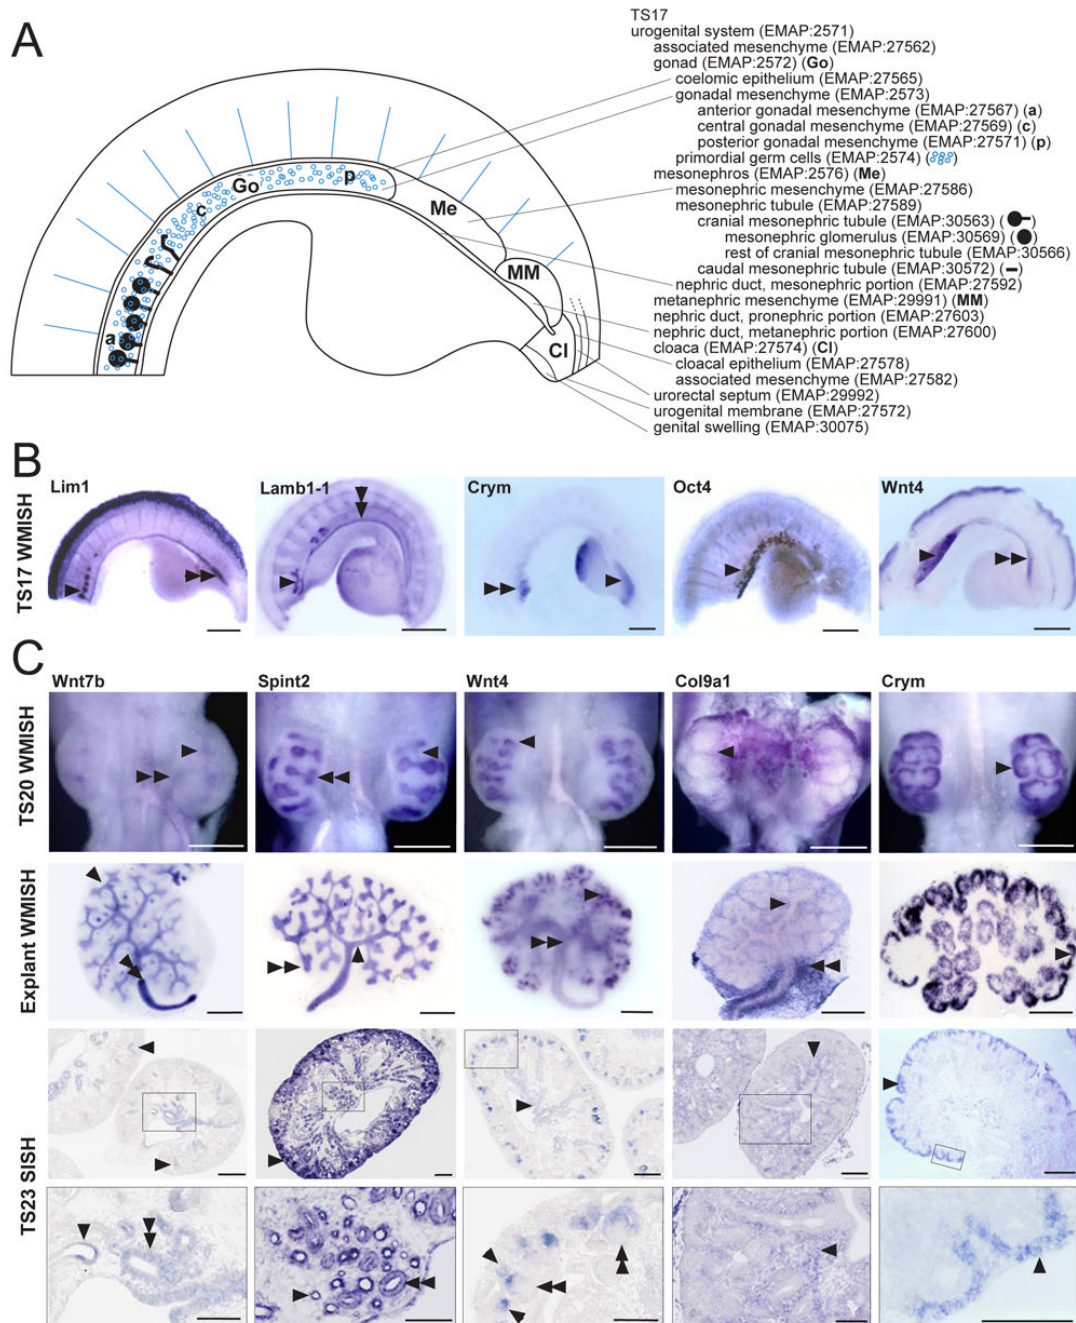 A
TS17
urogenital system (EMAP:2571)
associated mesenchyme (EMAP:27562)
gonad (EMAP:2572) (Go)
coelomic epithelium (EMAP:27565)
gonadal mesenchyme (EMAP:2573)
anterior gonadal mesenchyme (EMAP:27567) (a)
central gonadal mesenchyme (EMAP:27569) (c)
posterior gonadal mesenchyme (EMAP:27571) (p)
primordial germ cells (EMAP:2574) ( )
mesonephros (EMAP:2576) (Me)
mesonephric mesenchyme (EMAP:27586)
mesonephric tubule (EMAP:27589)
cranial mesonephric tubule (EMAP:30563) ( )
mesonephric glomerulus (EMAP:30569) ( )
rest of cranial mesonephric tubule (EMAP:30566)
caudal mesonephric tubule (EMAP:30572) ( )
nephric duct, mesonephric portion (EMAP:27592)
metanephric mesenchyme (EMAP:29991) (MM)
nephric duct, pronephric portion (EMAP:27603)
nephric duct, metanephric portion (EMAP:27600)
cloaca (EMAP:27574) (Cl)
cloacal epithelium (EMAP:27578)
associated mesenchyme (EMAP:27582)
urorectal septum (EMAP:29992)
urogenital membrane (EMAP:27572)
genital swelling (EMAP:30075)
p
Go
c
Me
MM
a
Cl
B
TS17 WMISH
Lim1
Lamb1-1
Crym
Oct4
Wnt4
C
Wnt7b
Spint2
Wnt4
Col9a1
Crym
TS20 WMISH
Explant WMISH
TS23 SISH